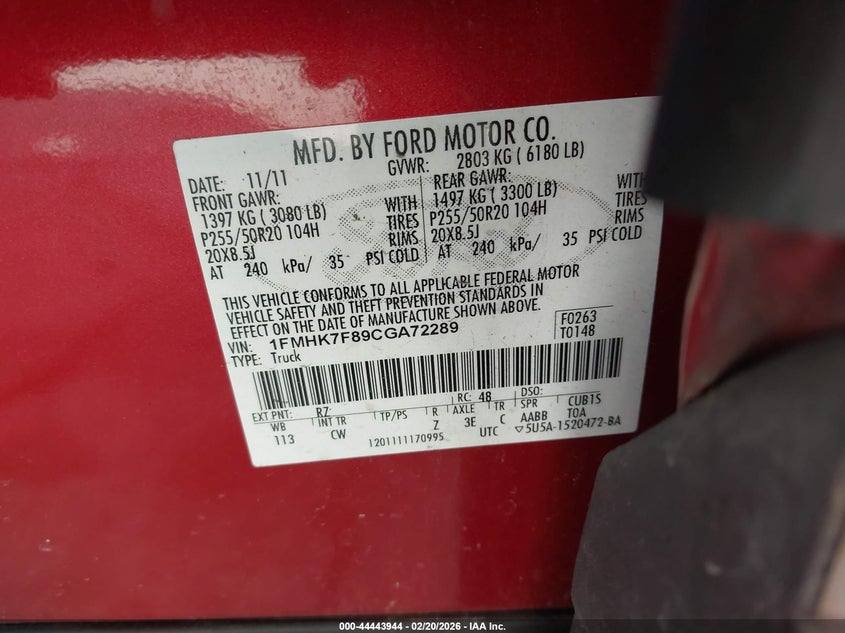 MFD. BY FORD MOTOR CO.
DATE: 11/11 GVWR: 2803 KG ( 6180 LB)
FRONT GAWR: REAR GAWR:
1397 KG ( 3080 LB) WITH 1497 KG ( 3300 LB) WITH
P255/50R20 104H TIRES P255/50R20 104H TIRES
20X8.5J RIMS 20X8.5J RIMS
AT 240 kPa/ 35 PSI COLD AT 240 kPa/ 35 PSI COLD
THIS VEHICLE CONFORMS TO ALL APPLICABLE FEDERAL MOTOR
VEHICLE SAFETY AND THEFT PREVENTION STANDARDS IN
EFFECT ON THE DATE OF MANUFACTURE SHOWN ABOVE.
VIN: 1FMHK7F89CGA72289 F0263
TYPE: Truck T0148
EXT PNT: RZ RC: 48 DSO:
WB INT TR TP/PS R AXLE TR SPR CUB1S
113 CW Z 3E C AABB TOA
1201111170995 UTC ▽5U5A-1520472-BA
000-44443944 | 02/20/2026 | IAA Inc.